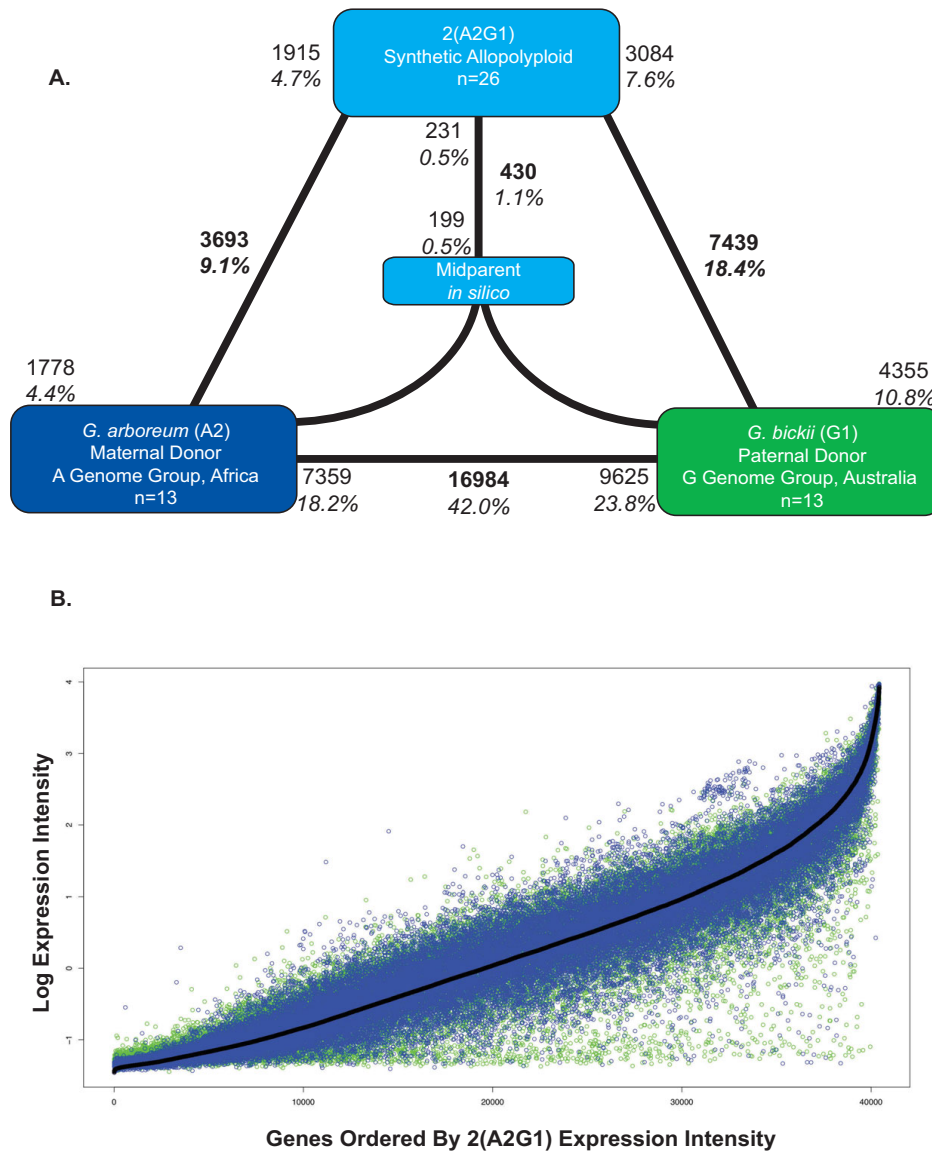 A.
2(A2G1)
Synthetic Allopolyploid
n=26
1915
4.7%
3084
7.6%
231
0.5%
430
1.1%
199
0.5%
3693
9.1%
7439
18.4%
Midparent
in silico
1778
4.4%
4355
10.8%
G. arboreum (A2)
Maternal Donor
A Genome Group, Africa
n=13
G. bickii (G1)
Paternal Donor
G Genome Group, Australia
n=13
7359
18.2%
16984
42.0%
9625
23.8%
B.
Log Expression Intensity
4
3
2
1
0
−1
0
10000
20000
30000
40000
Genes Ordered By 2(A2G1) Expression Intensity